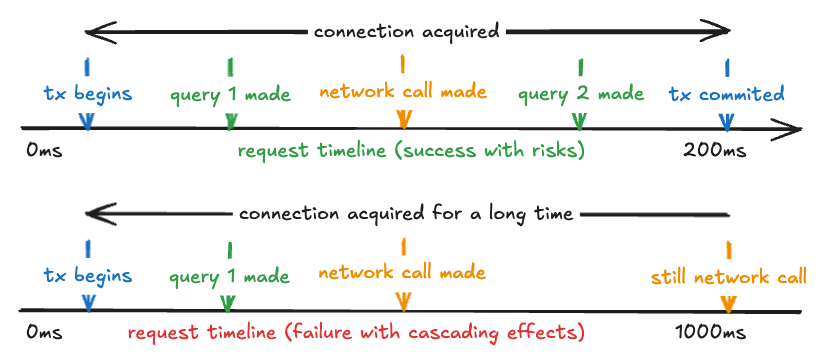 connection acquired
tx begins query 1 made network call made query 2 made tx commited
0ms request timeline (success with risks) 200ms
connection acquired for a long time
tx begins query 1 made network call made still network call
0ms request timeline (failure with cascading effects) 1000ms